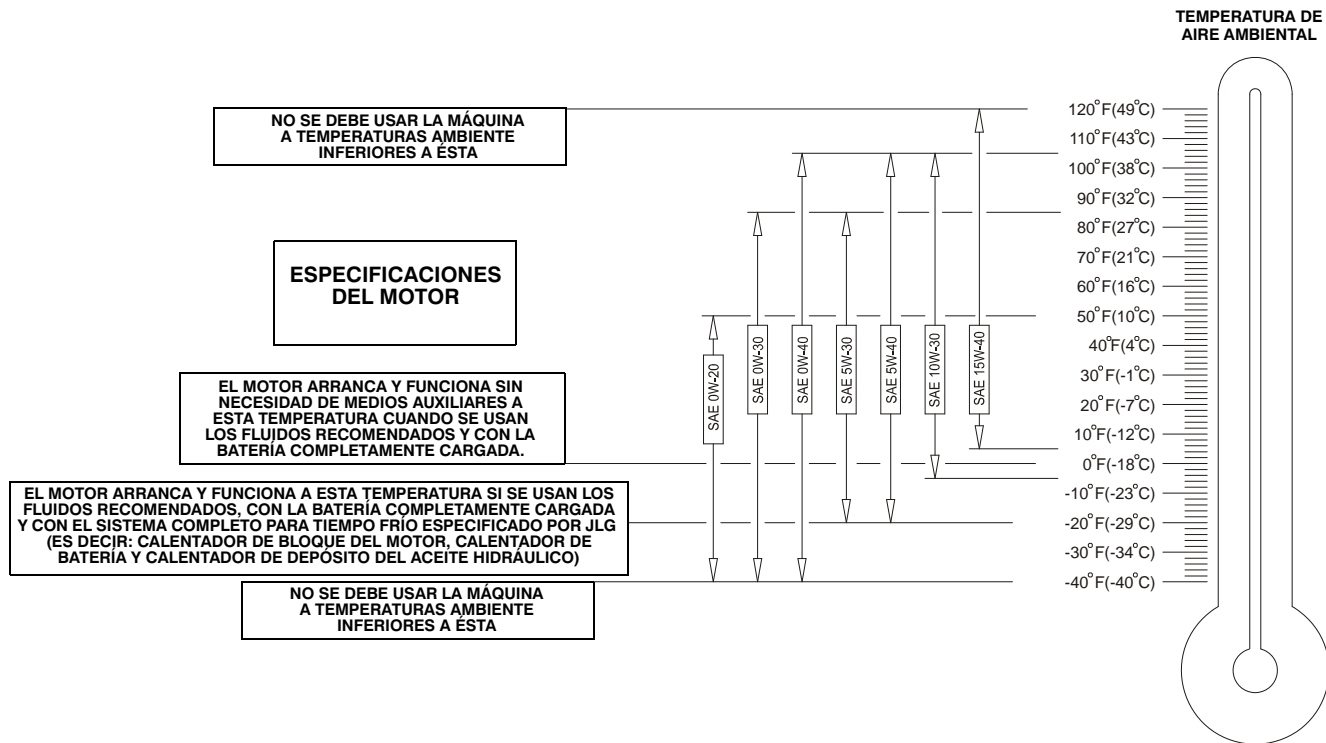 TEMPERATURA DE
AIRE AMBIENTAL
NO SE DEBE USAR LA MÁQUINA
A TEMPERATURAS AMBIENTE
INFERIORES A ÉSTA
ESPECIFICACIONES
DEL MOTOR
EL MOTOR ARRANCA Y FUNCIONA SIN
NECESIDAD DE MEDIOS AUXILIARES A
ESTA TEMPERATURA CUANDO SE USAN
LOS FLUIDOS RECOMENDADOS Y CON LA
BATERÍA COMPLETAMENTE CARGADA.
EL MOTOR ARRANCA Y FUNCIONA A ESTA TEMPERATURA SI SE USAN LOS
FLUIDOS RECOMENDADOS, CON LA BATERÍA COMPLETAMENTE CARGADA
Y CON EL SISTEMA COMPLETO PARA TIEMPO FRÍO ESPECIFICADO POR JLG
(ES DECIR: CALENTADOR DE BLOQUE DEL MOTOR, CALENTADOR DE
BATERÍA Y CALENTADOR DE DEPÓSITO DEL ACEITE HIDRÁULICO)
NO SE DEBE USAR LA MÁQUINA
A TEMPERATURAS AMBIENTE
INFERIORES A ÉSTA
SAE 0W-20
SAE 0W-30
SAE 0W-40
SAE 5W-30
SAE 5W-40
SAE 10W-30
SAE 15W-40
120°F(49°C)
110°F(43°C)
100°F(38°C)
90°F(32°C)
80°F(27°C)
70°F(21°C)
60°F(16°C)
50°F(10°C)
40°F(4°C)
30°F(-1°C)
20°F(-7°C)
10°F(-12°C)
0°F(-18°C)
-10°F(-23°C)
-20°F(-29°C)
-30°F(-34°C)
-40°F(-40°C)